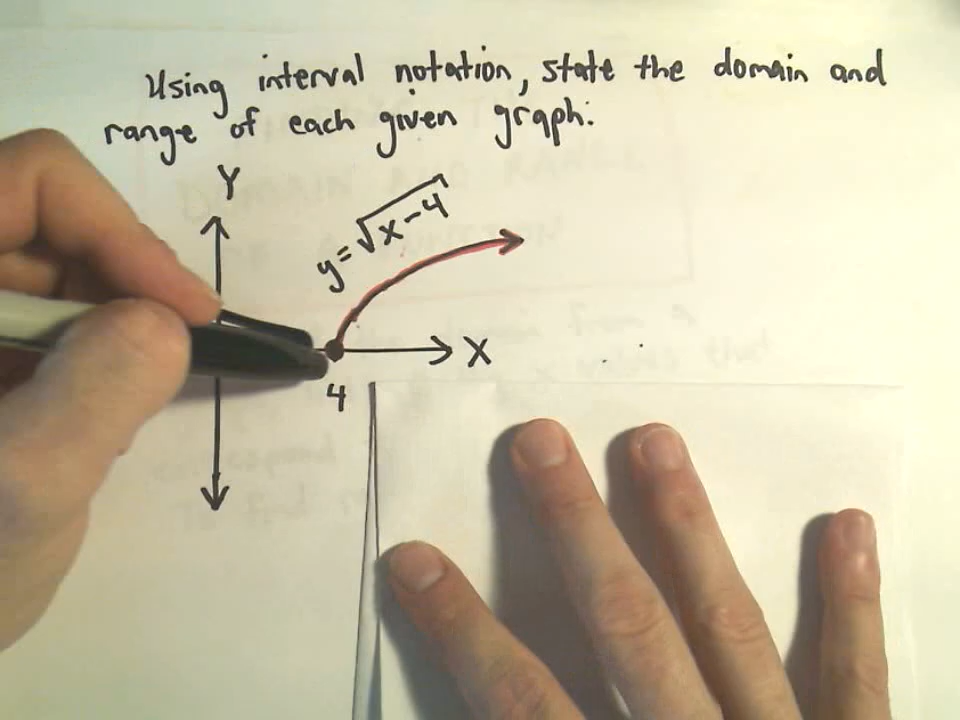 Using interval notation, state the domain and
range of each given graph:
Y
y=√x-4
X
4